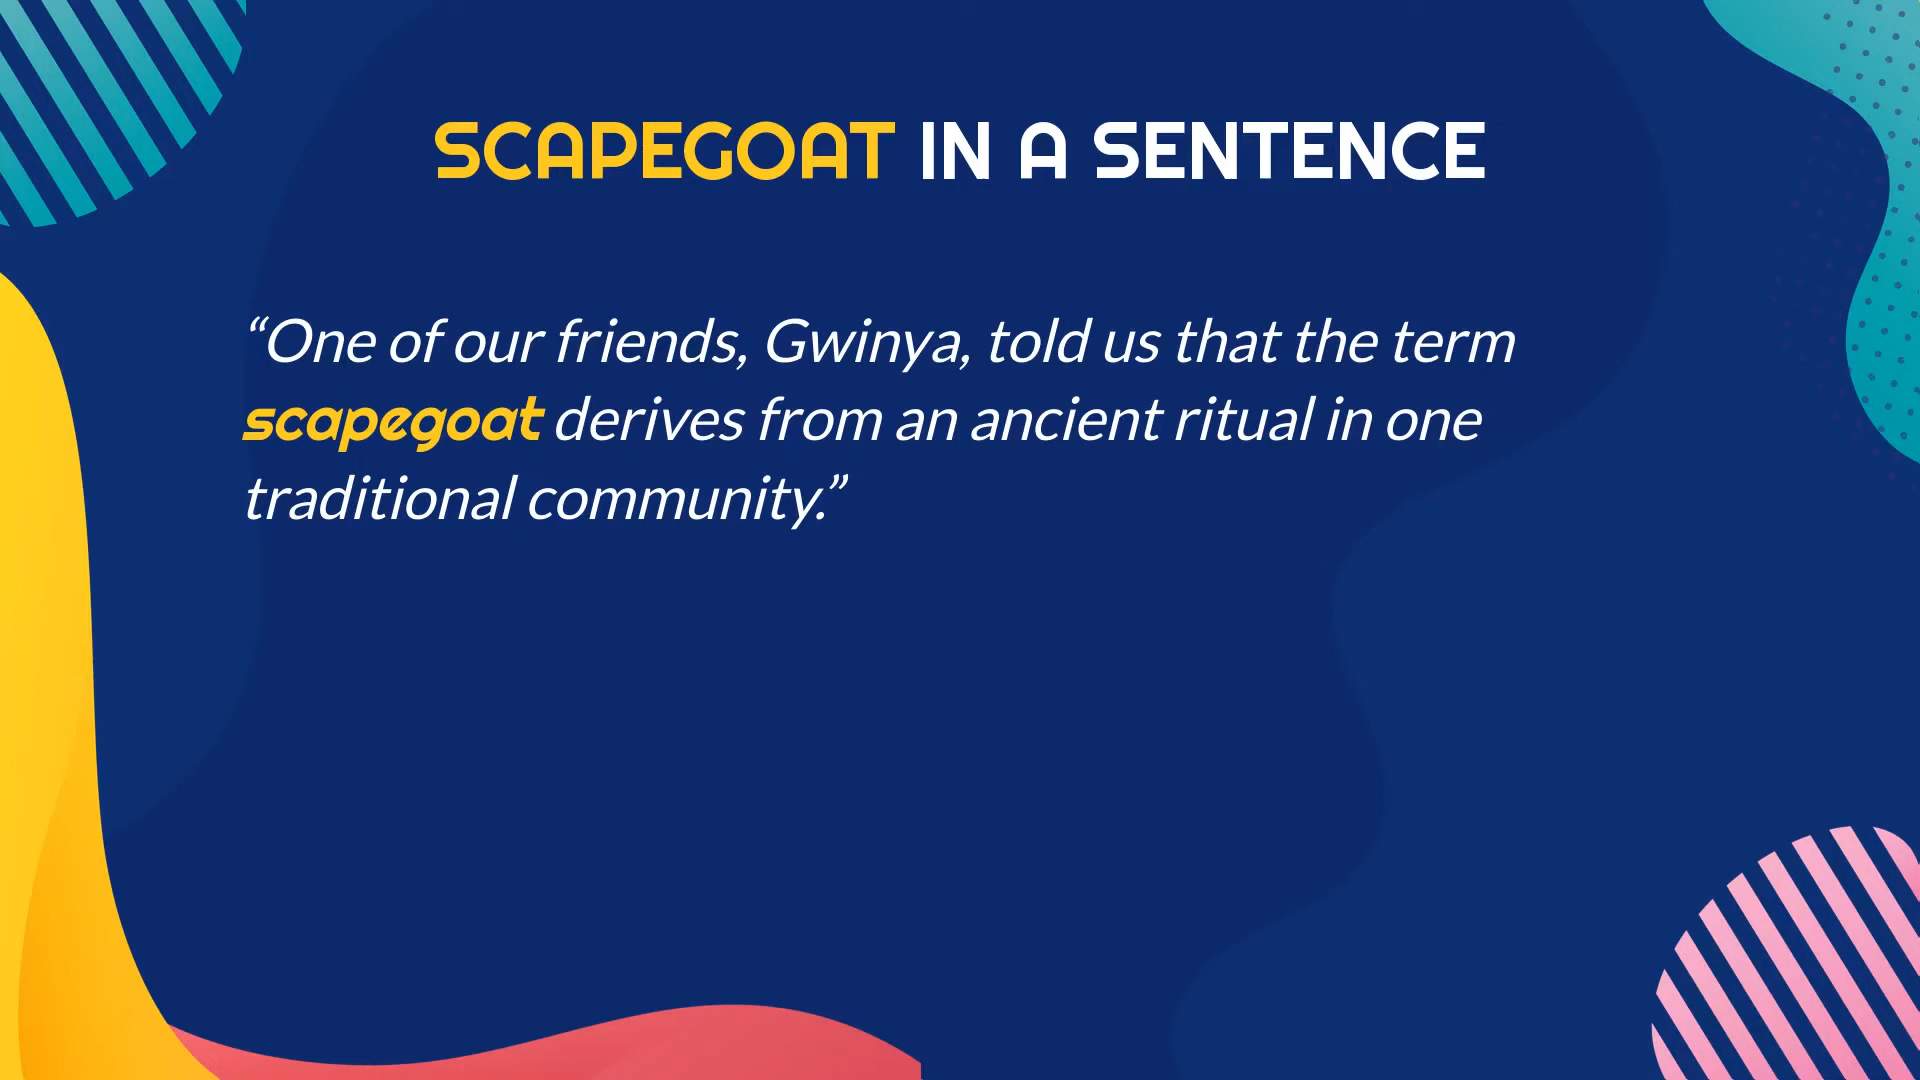 SCAPEGOAT IN A SENTENCE
“One of our friends, Gwinya, told us that the term
scapegoat derives from an ancient ritual in one
traditional community.”